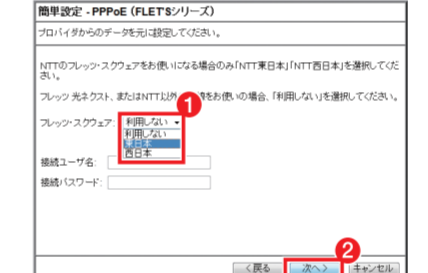 簡単設定 - PPPoE (FLET'Sシリーズ)
プロバイダからのデータを元に設定してください。
NTTのフレッツ・スクウェアをお使いになる場合のみ「NTT東日本」「NTT西日本」を選択してください。
さい。
フレッツ 光ネクスト、またはNTT以外 をお使いの場合、「利用しない」を選択してください。
1
フレッツ・スクウェア: 利用しない
利用しない
東日本
西日本
接続ユーザ名:
接続パスワード:
2
<戻る 次へ> キャンセル